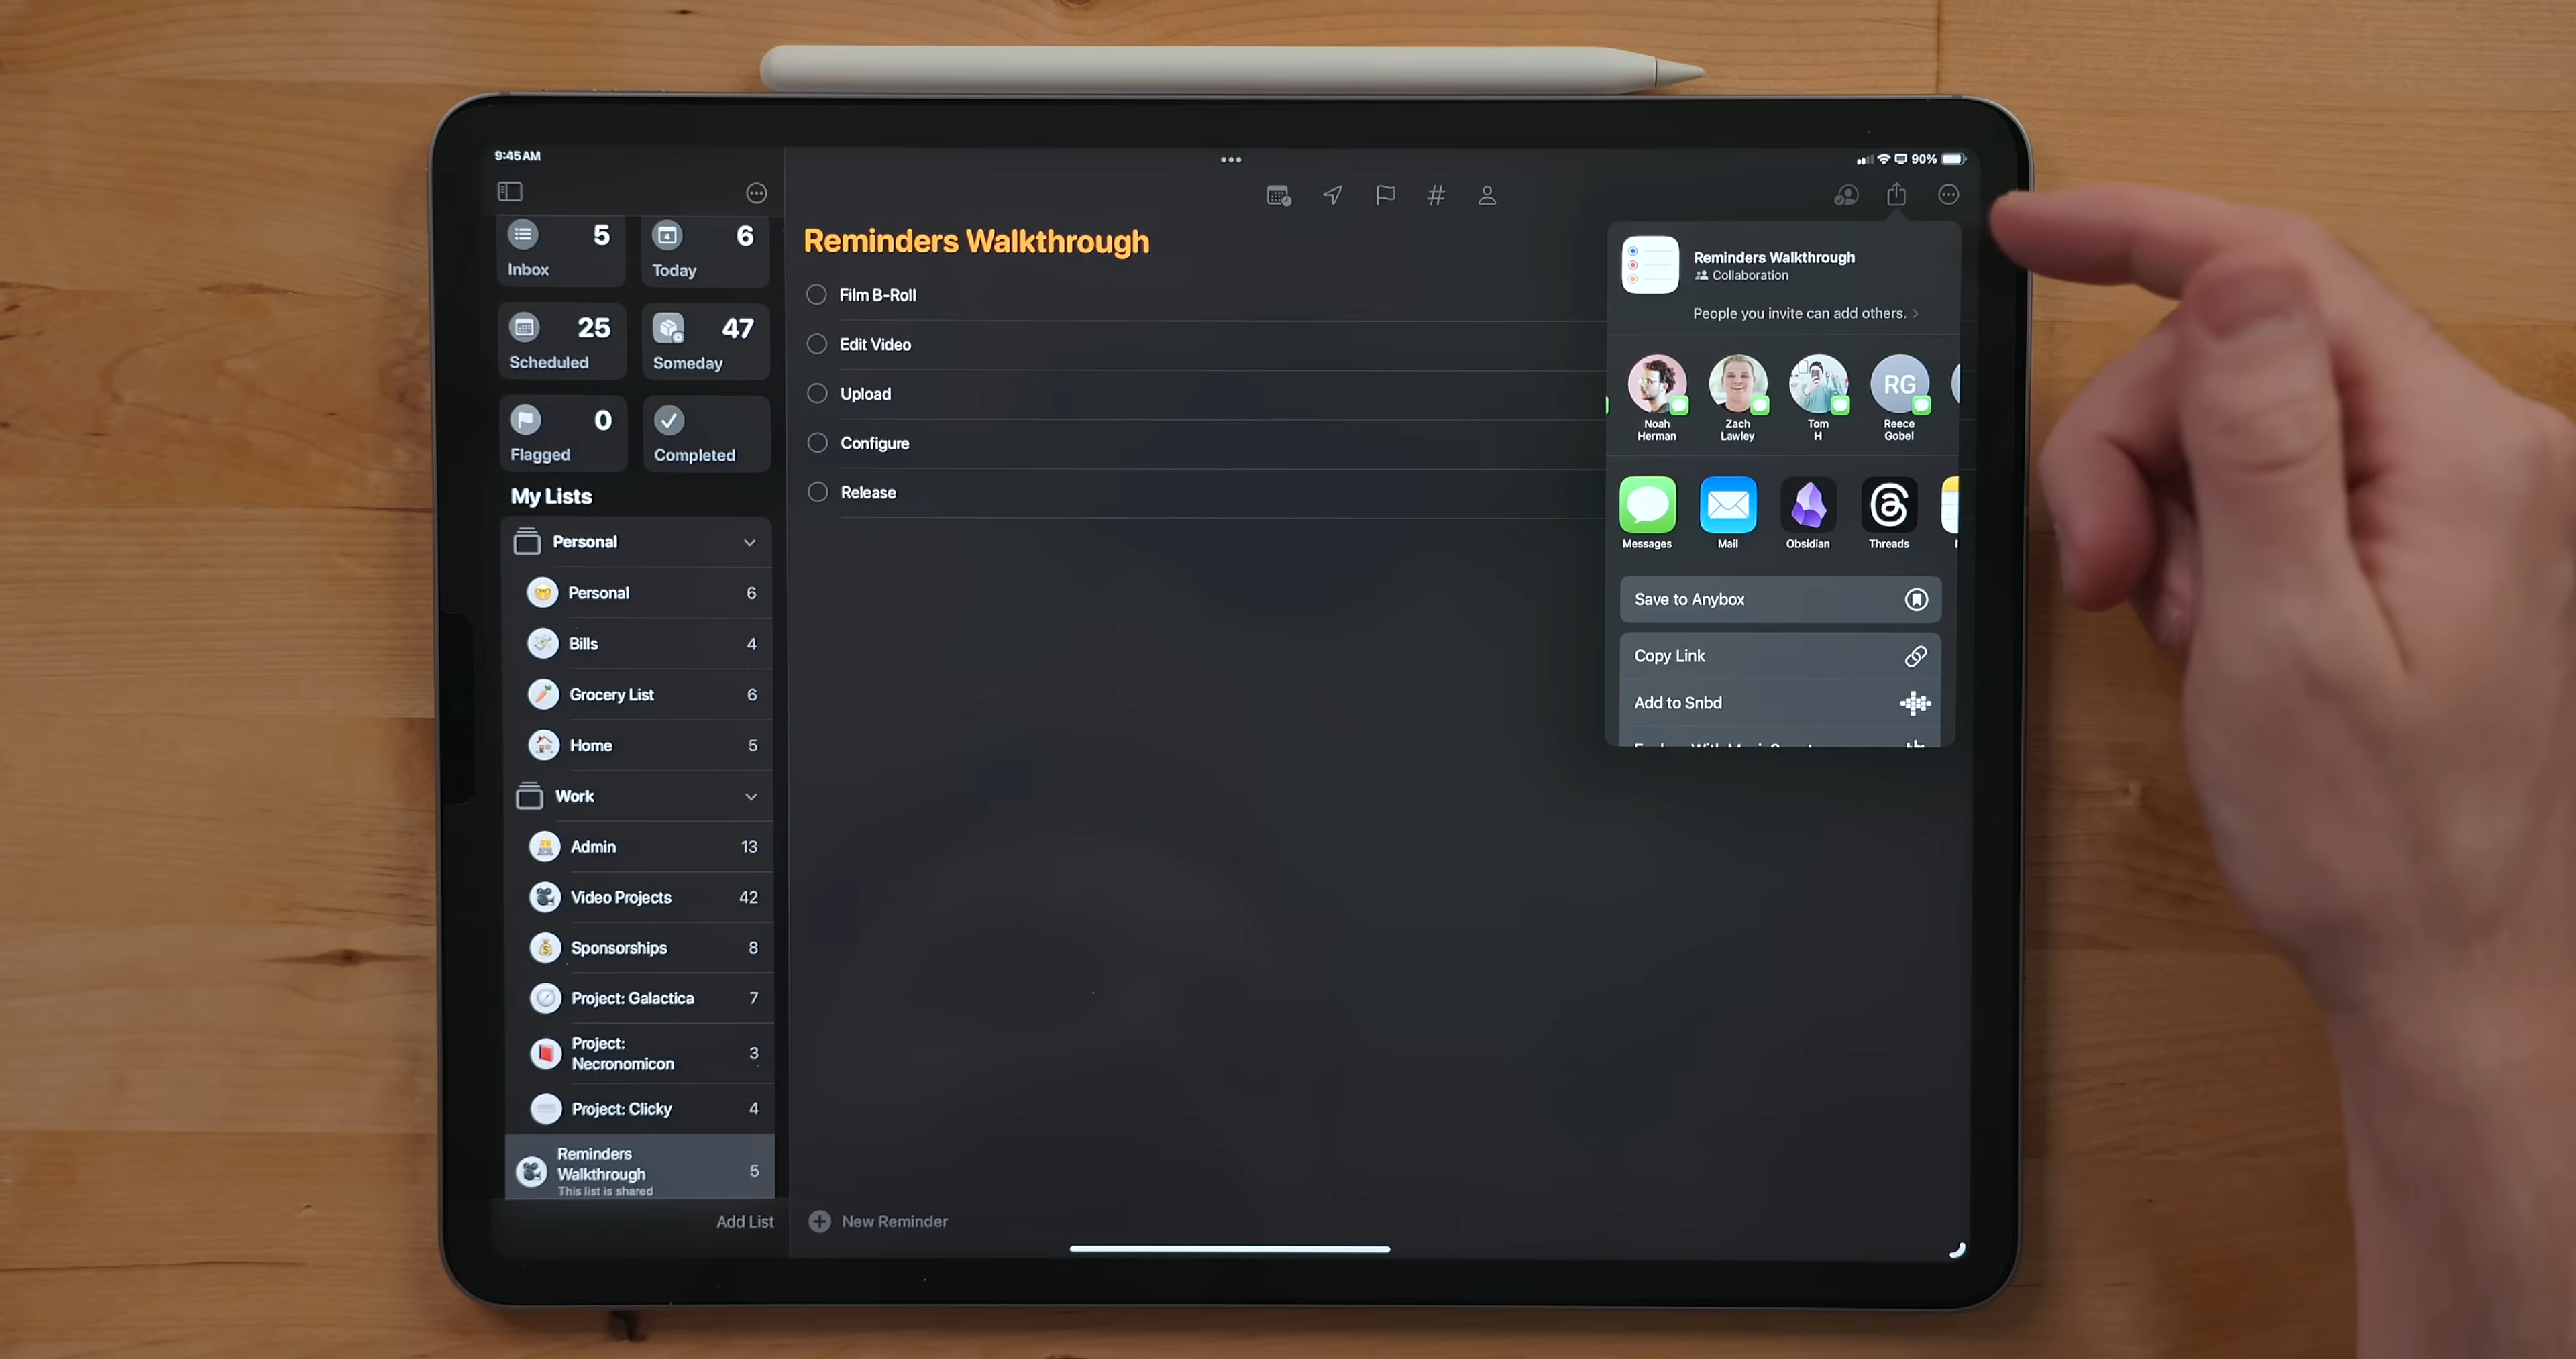 9:45 AM
90%
5
Inbox
6
Today
25
Scheduled
47
Someday
0
Flagged
Completed
My Lists
Personal
Personal 6
Bills 4
Grocery List 6
Home 5
Work
Admin 13
Video Projects 42
Sponsorships 8
Project: Galactica 7
Project:
Necronomicon 3
Project: Clicky 4
Reminders
Walkthrough 5
This list is shared
Add List
Reminders Walkthrough
Film B-Roll
Edit Video
Upload
Configure
Release
New Reminder
Reminders Walkthrough
Collaboration
People you invite can add others.
RG
Noah
Herman
Zach
Lawley
Tom
H
Reece
Gobel
Messages
Mail
Obsidian
Threads
Save to Anybox
Copy Link
Add to Snbd